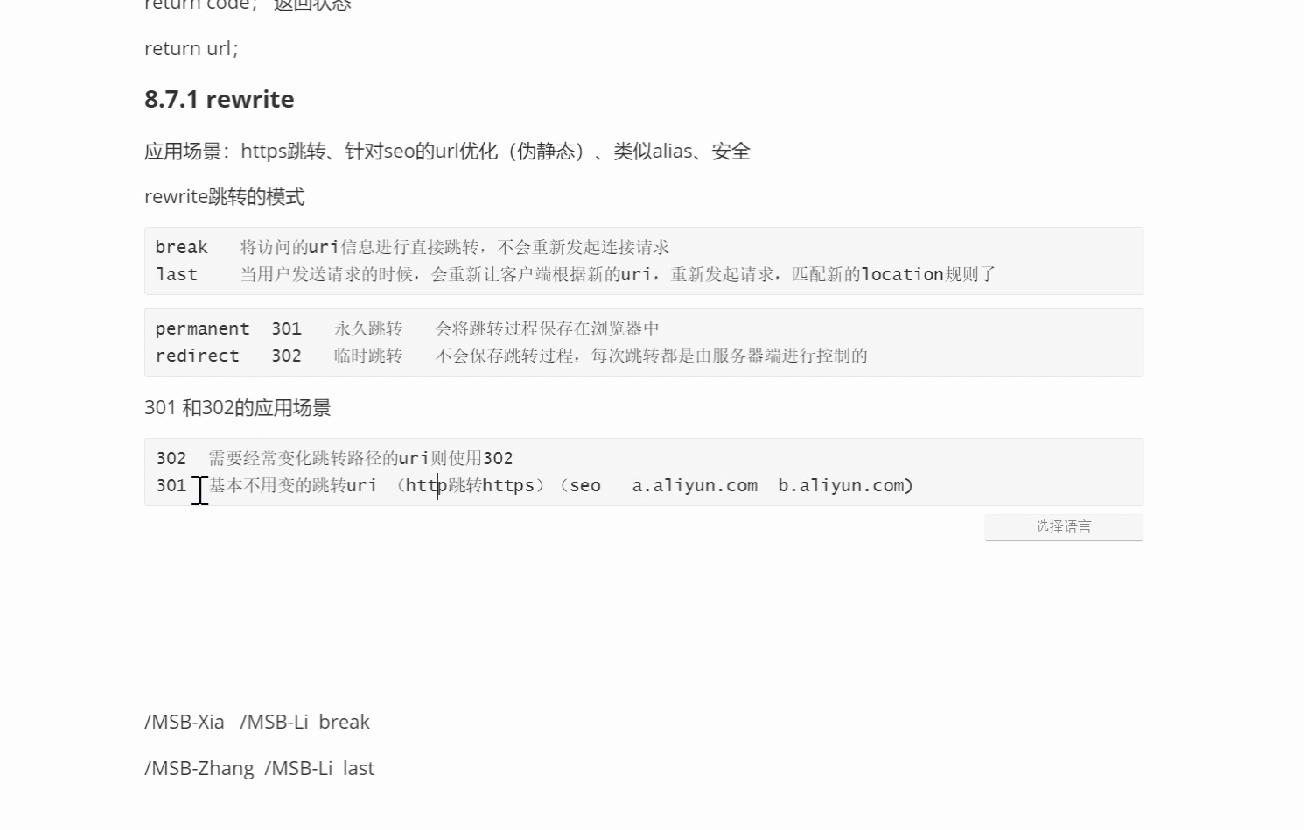 return code； 返回状态
return url；
8.7.1 rewrite
应用场景：https跳转、针对seo的url优化（伪静态）、类似alias、安全
rewrite跳转的模式
break 将访问的uri信息进行直接跳转，不会重新发起连接请求
last 当用户发送请求的时候，会重新让客户端根据新的uri，重新发起请求，匹配新的location规则了
permanent 301 永久跳转 会将跳转过程保存在浏览器中
redirect 302 临时跳转 不会保存跳转过程，每次跳转都是由服务器端进行控制的
301 和302的应用场景
302 需要经常变化跳转路径的uri则使用302
301 基本不用变的跳转uri （http跳转https）（seo a.aliyun.com b.aliyun.com)
选择语言
/MSB-Xia /MSB-Li break
/MSB-Zhang /MSB-Li last